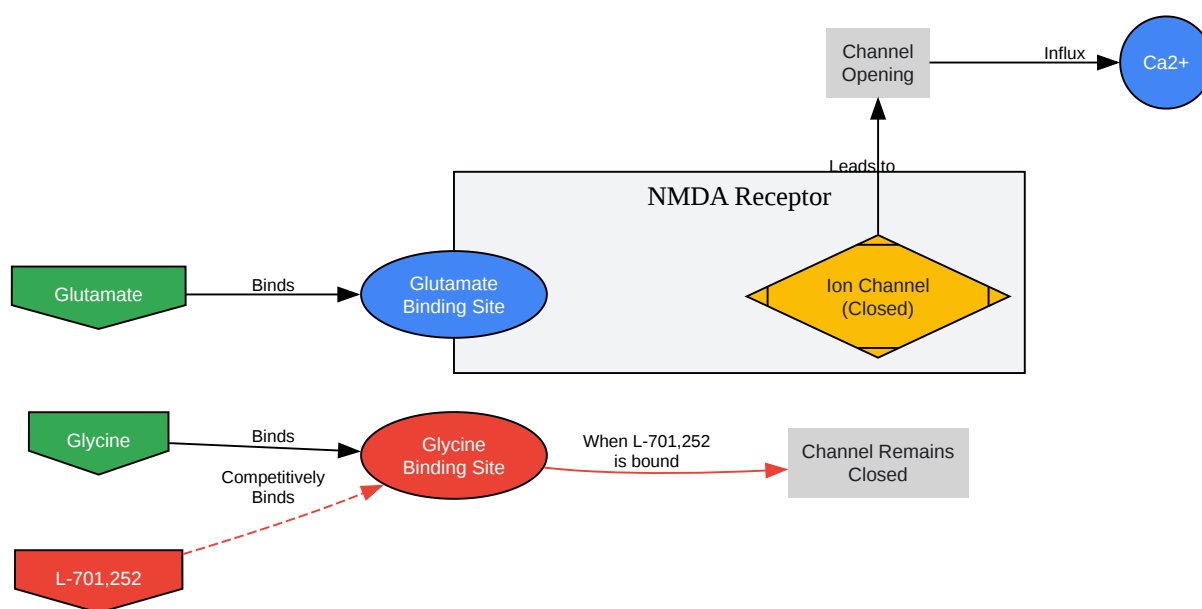 Channel
Opening
Influx
Ca2+
Leads to
NMDA Receptor
Glutamate
Binds
Glutamate
Binding Site
Ion Channel
(Closed)
Glycine
Binds
Glycine
Binding Site
When L-701,252
is bound
Channel Remains
Closed
Competitively
Binds
L-701,252